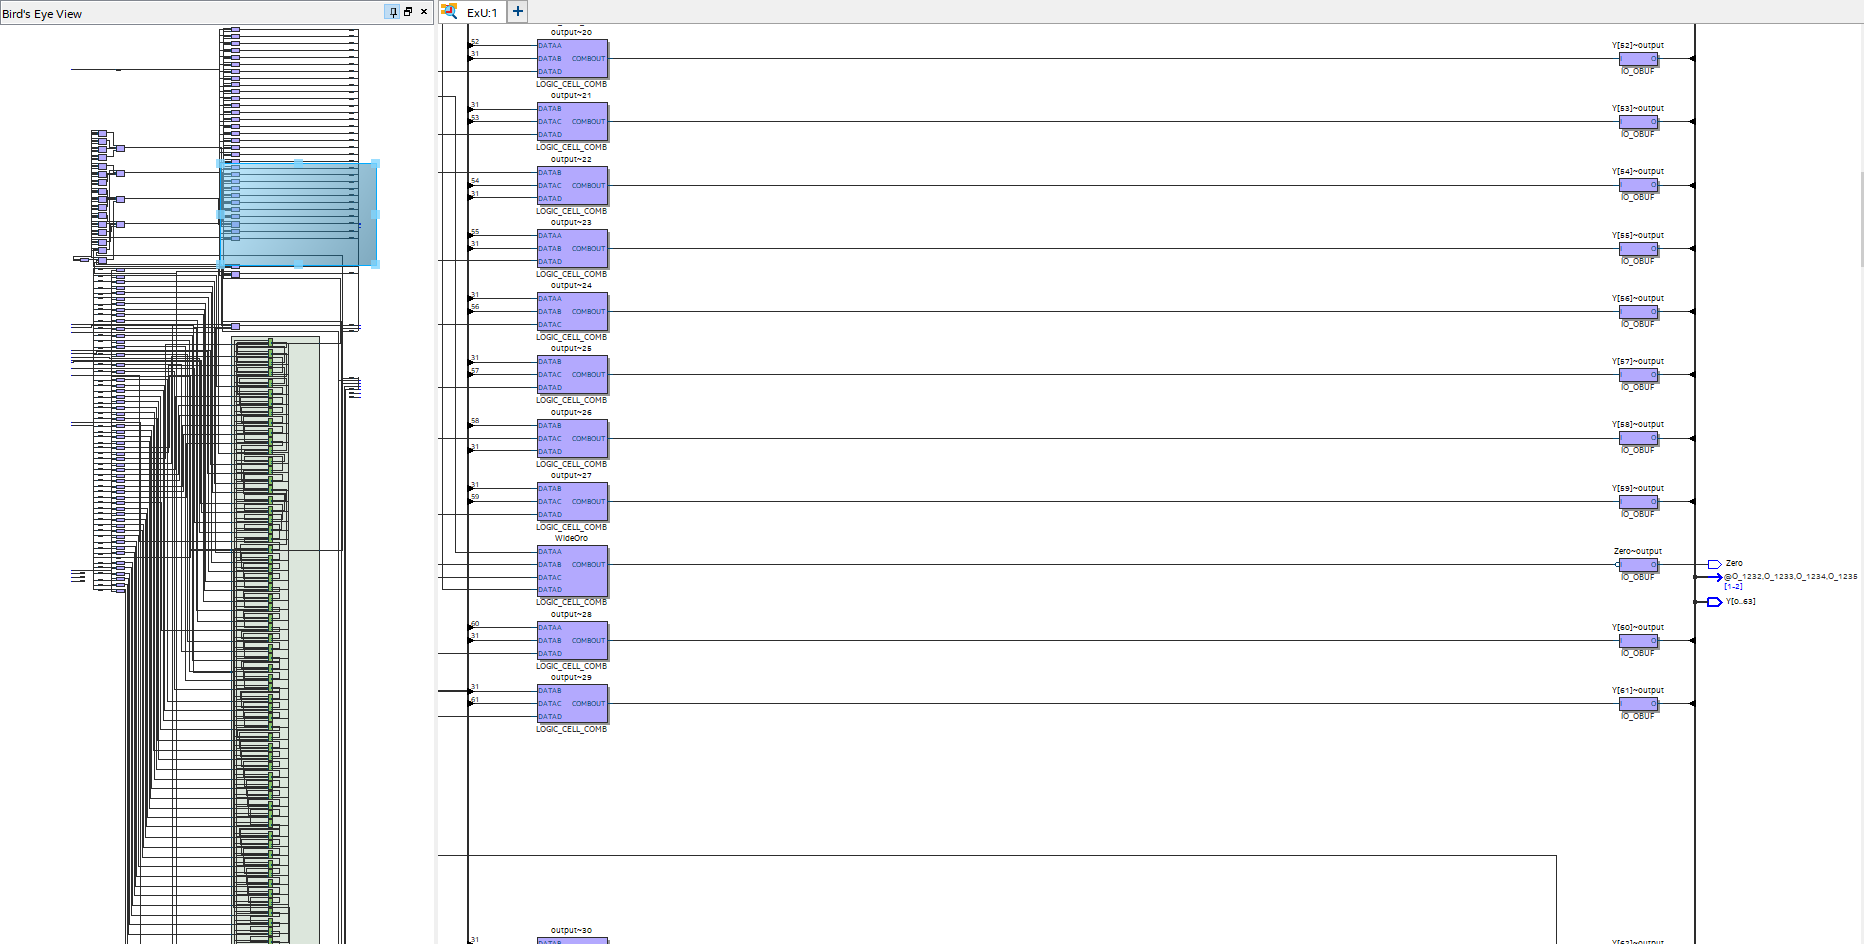 Bird's Eye View
ExU:1
output~20
52 DATAA
31 DATAB COMBOUT
DATAD
LOGIC_CELL_COMB
Y[52]~output
I O
IO_OBUF
output~21
31 DATAB
53 DATAC COMBOUT
DATAD
LOGIC_CELL_COMB
Y[53]~output
I O
IO_OBUF
output~22
DATAB
54 DATAC COMBOUT
31 DATAD
LOGIC_CELL_COMB
Y[54]~output
I O
IO_OBUF
output~23
55 DATAA
31 DATAB COMBOUT
DATAD
LOGIC_CELL_COMB
Y[55]~output
I O
IO_OBUF
output~24
31 DATAA
56 DATAB COMBOUT
DATAC
LOGIC_CELL_COMB
Y[56]~output
I O
IO_OBUF
output~25
31 DATAB
57 DATAC COMBOUT
DATAD
LOGIC_CELL_COMB
Y[57]~output
I O
IO_OBUF
output~26
58 DATAB
DATAC COMBOUT
31 DATAD
LOGIC_CELL_COMB
Y[58]~output
I O
IO_OBUF
output~27
31 DATAB
59 DATAC COMBOUT
DATAD
LOGIC_CELL_COMB
Y[59]~output
I O
IO_OBUF
WideOr0
DATAA
DATAB COMBOUT
DATAC
DATAD
LOGIC_CELL_COMB
Zero~output
I O
IO_OBUF
Zero
@O_1232,O_1233,O_1234,O_1235
[1-2]
Y[0..63]
output~28
60 DATAA
31 DATAB COMBOUT
DATAD
LOGIC_CELL_COMB
Y[60]~output
I O
IO_OBUF
output~29
31 DATAB
61 DATAC COMBOUT
DATAD
LOGIC_CELL_COMB
Y[61]~output
I O
IO_OBUF
output~30
31